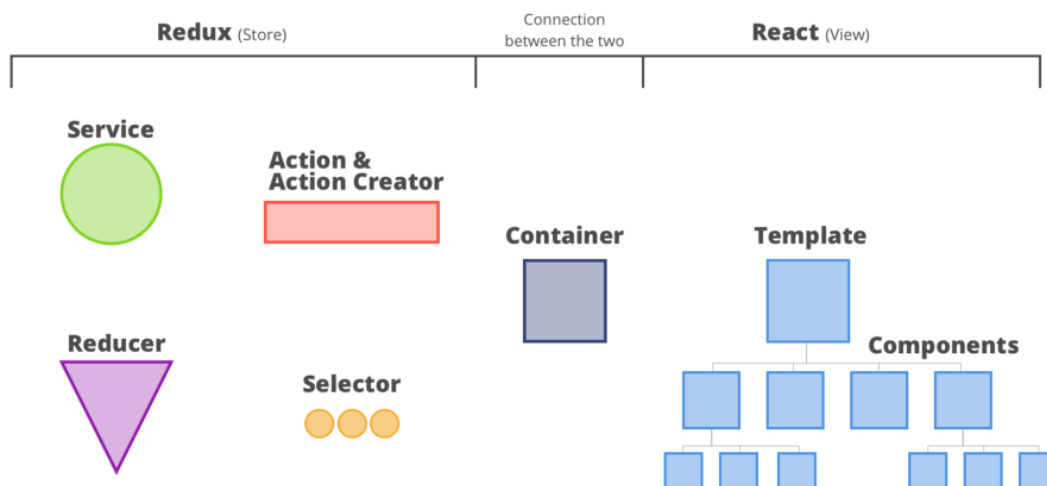 Redux (Store)
Connection
between the two
React (View)
Service
Action &
Action Creator
Container
Template
Reducer
Components
Selector